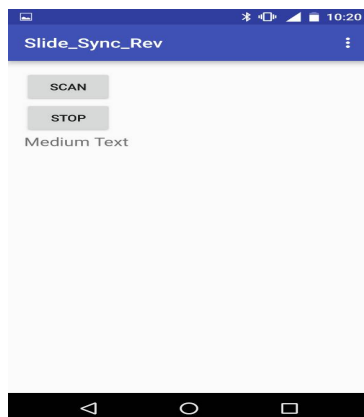 10:20
Slide_Sync_Rev
SCAN
STOP
Medium Text